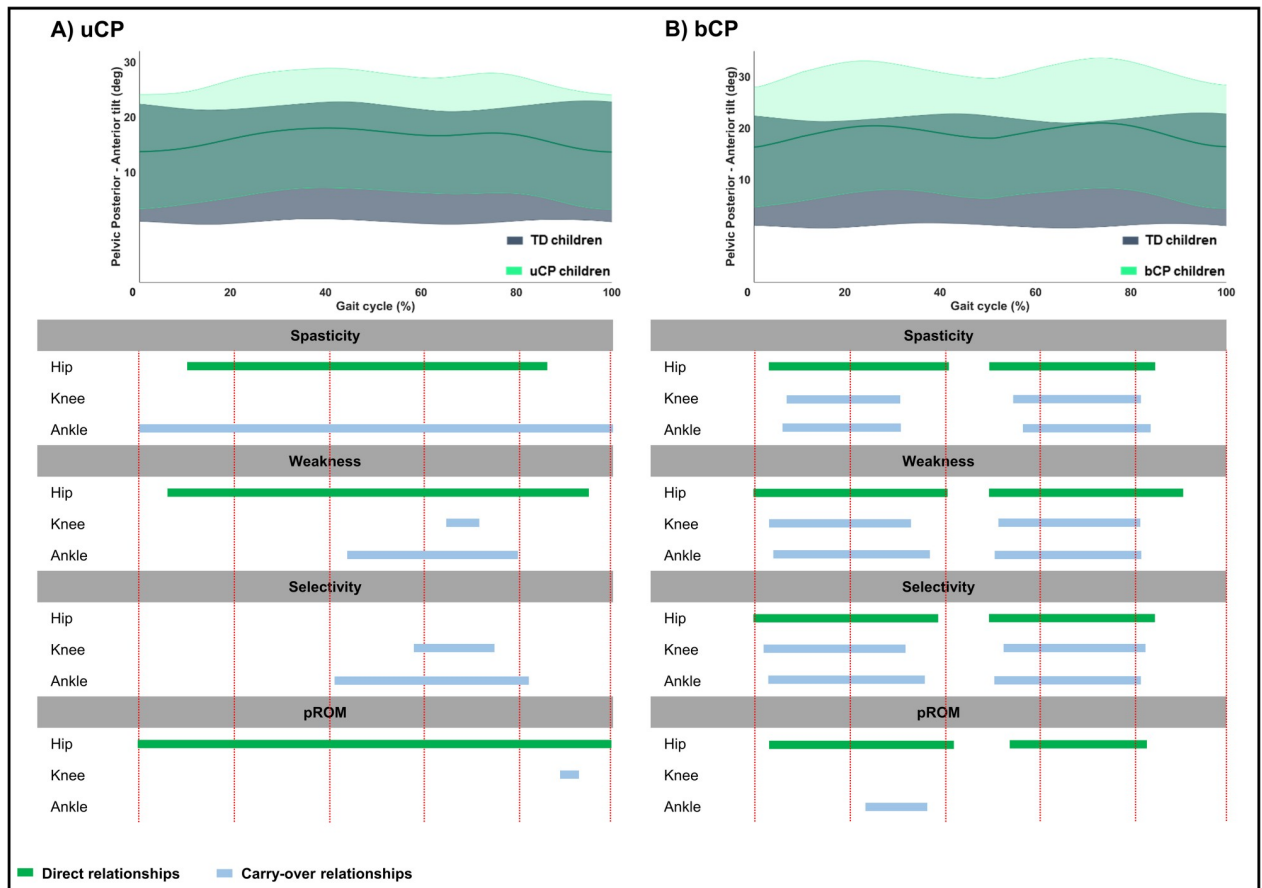 A) uCP
Pelvic Posterior - Anterior tilt (deg)
30
20
10
TD children
uCP children
0 20 40 60 80 100
Gait cycle (%)
Spasticity
Hip
Knee
Ankle
Weakness
Hip
Knee
Ankle
Selectivity
Hip
Knee
Ankle
pROM
Hip
Knee
Ankle
B) bCP
Pelvic Posterior - Anterior tilt (deg)
30
20
10
TD children
bCP children
0 20 40 60 80 100
Gait cycle (%)
Spasticity
Hip
Knee
Ankle
Weakness
Hip
Knee
Ankle
Selectivity
Hip
Knee
Ankle
pROM
Hip
Knee
Ankle
Direct relationships
Carry-over relationships